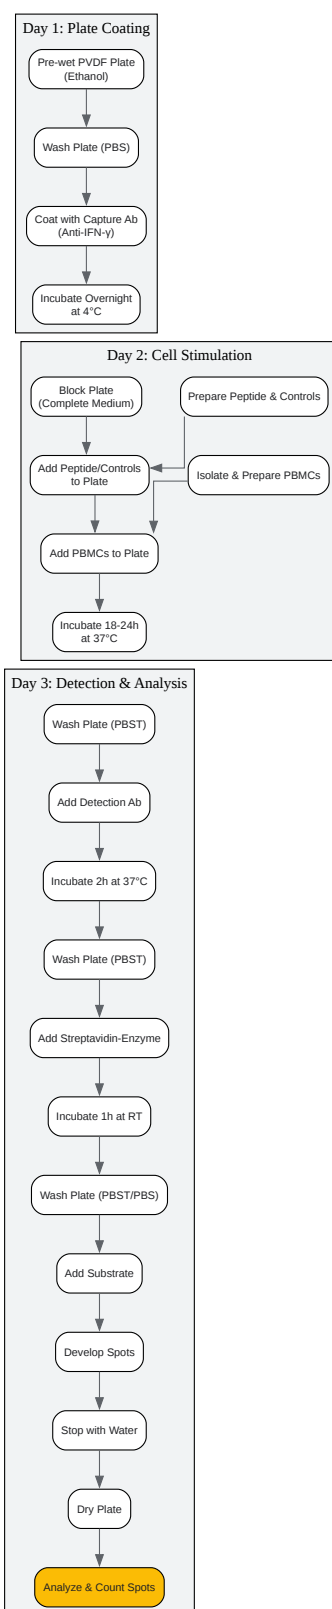 Day 1: Plate Coating
Pre-wet PVDF Plate
(Ethanol)
Wash Plate (PBS)
Coat with Capture Ab
(Anti-IFN-γ)
Incubate Overnight
at 4°C
Day 2: Cell Stimulation
Block Plate
(Complete Medium)
Prepare Peptide & Controls
Add Peptide/Controls
to Plate
Isolate & Prepare PBMCs
Add PBMCs to Plate
Incubate 18-24h
at 37°C
Day 3: Detection & Analysis
Wash Plate (PBST)
Add Detection Ab
Incubate 2h at 37°C
Wash Plate (PBST)
Add Streptavidin-Enzyme
Incubate 1h at RT
Wash Plate (PBST/PBS)
Add Substrate
Develop Spots
Stop with Water
Dry Plate
Analyze & Count Spots